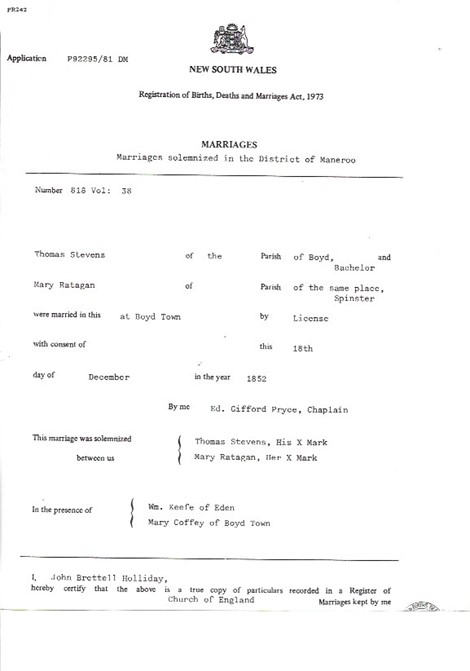 PR242
Application P92295/81 DM
NEW SOUTH WALES
Registration of Births, Deaths and Marriages Act, 1973
MARRIAGES
Marriages solemnized in the District of Maneroo
Number 818 Vol: 38
Thomas Stevens of the Parish of Boyd, and
Bachelor
Mary Ratagan of Parish of the same place,
Spinster
were married in this at Boyd Town by License
with consent of this 18th
day of December in the year 1852
By me Ed. Gifford Pryce, Chaplain
This marriage was solemnized Thomas Stevens, His X Mark
between us Mary Ratagan, Her X Mark
In the presence of Wm. Keefe of Eden
Mary Coffey of Boyd Town
I, John Brettell Holliday,
hereby certify that the above is a true copy of particulars recorded in a Register of
Church of England Marriages kept by me